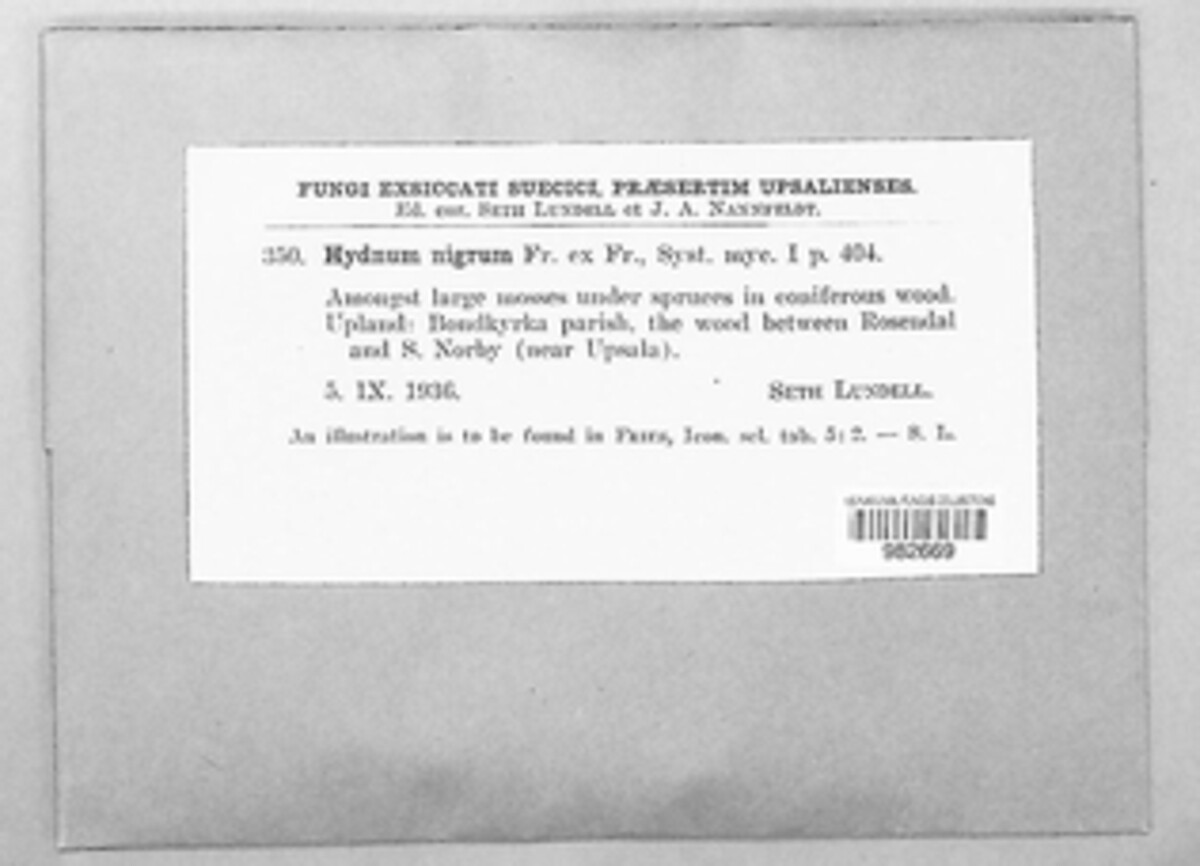 FUNGI EXSICCATI SUECICI, PRÆSERTIM UPSALIENSES.
Ed. cur. SETH LUNDELL et J. A. NANNFELDT.
350. Hydnum nigrum Fr. ex Fr., Syst. myc. I p. 404.
Amongst large mosses under spruces in coniferous wood.
Upland: Bondkyrka parish, the wood between Rosendal
and S. Norby (near Upsala).
5. IX. 1936. SETH LUNDELL.
An illustration is to be found in FRIES, Icon. sel. tab. 5: 2. — S. L.
982669